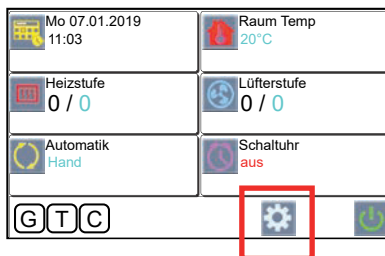 Mo 07.01.2019
11:03
Raum Temp
20°C
Heizstufe
0 / 0
Lüfterstufe
0 / 0
Automatik
Hand
Schaltuhr
aus
GTC